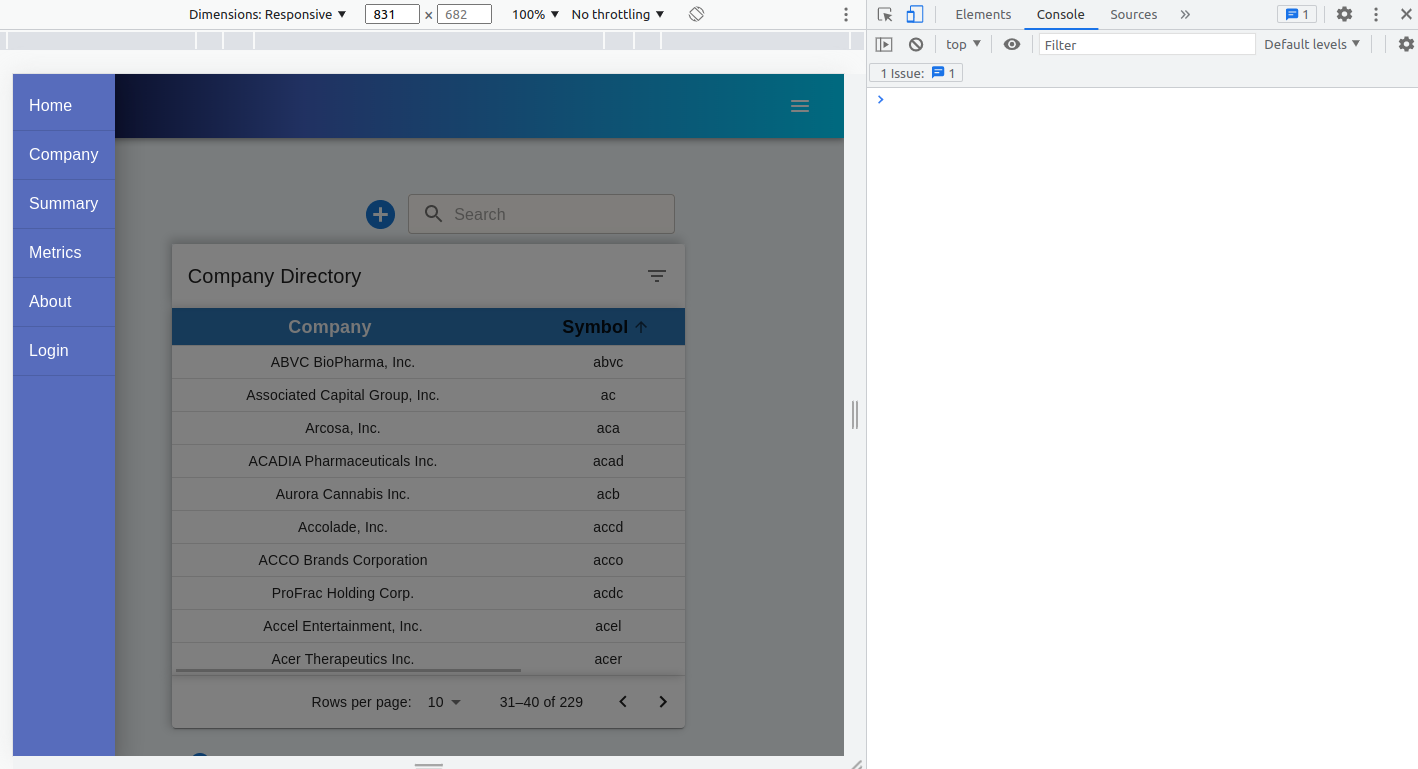 Dimensions: Responsive 831 × 682 100% No throttling
Elements Console Sources 1
top Filter Default levels
1 Issue: 1
Home
Company
Summary
Metrics
About
Login
Search
Company Directory
Company Symbol
ABVC BioPharma, Inc. abvc
Associated Capital Group, Inc. ac
Arcosa, Inc. aca
ACADIA Pharmaceuticals Inc. acad
Aurora Cannabis Inc. acb
Accolade, Inc. accd
ACCO Brands Corporation acco
ProFrac Holding Corp. acdc
Accel Entertainment, Inc. acel
Acer Therapeutics Inc. acer
Rows per page: 10 31–40 of 229